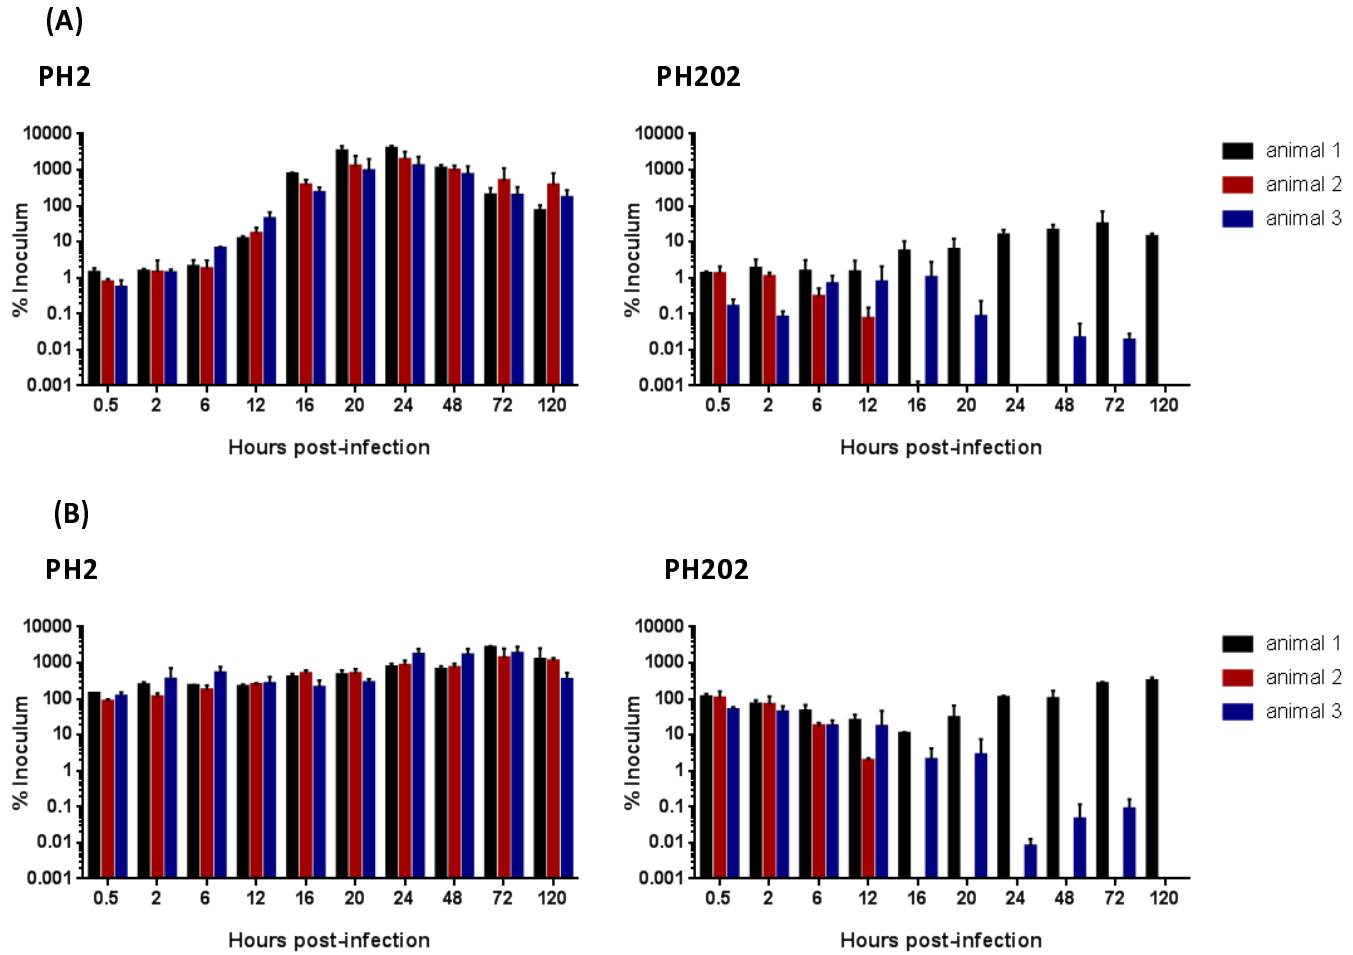 (A)
PH2
PH202
10000
1000
100
10
1
0.1
0.01
0.001
% Inoculum
0.5 2 6 12 16 20 24 48 72 120
Hours post-infection
10000
1000
100
10
1
0.1
0.01
0.001
% Inoculum
0.5 2 6 12 16 20 24 48 72 120
Hours post-infection
animal 1
animal 2
animal 3
(B)
PH2
PH202
10000
1000
100
10
1
0.1
0.01
0.001
% Inoculum
0.5 2 6 12 16 20 24 48 72 120
Hours post-infection
10000
1000
100
10
1
0.1
0.01
0.001
% Inoculum
0.5 2 6 12 16 20 24 48 72 120
Hours post-infection
animal 1
animal 2
animal 3